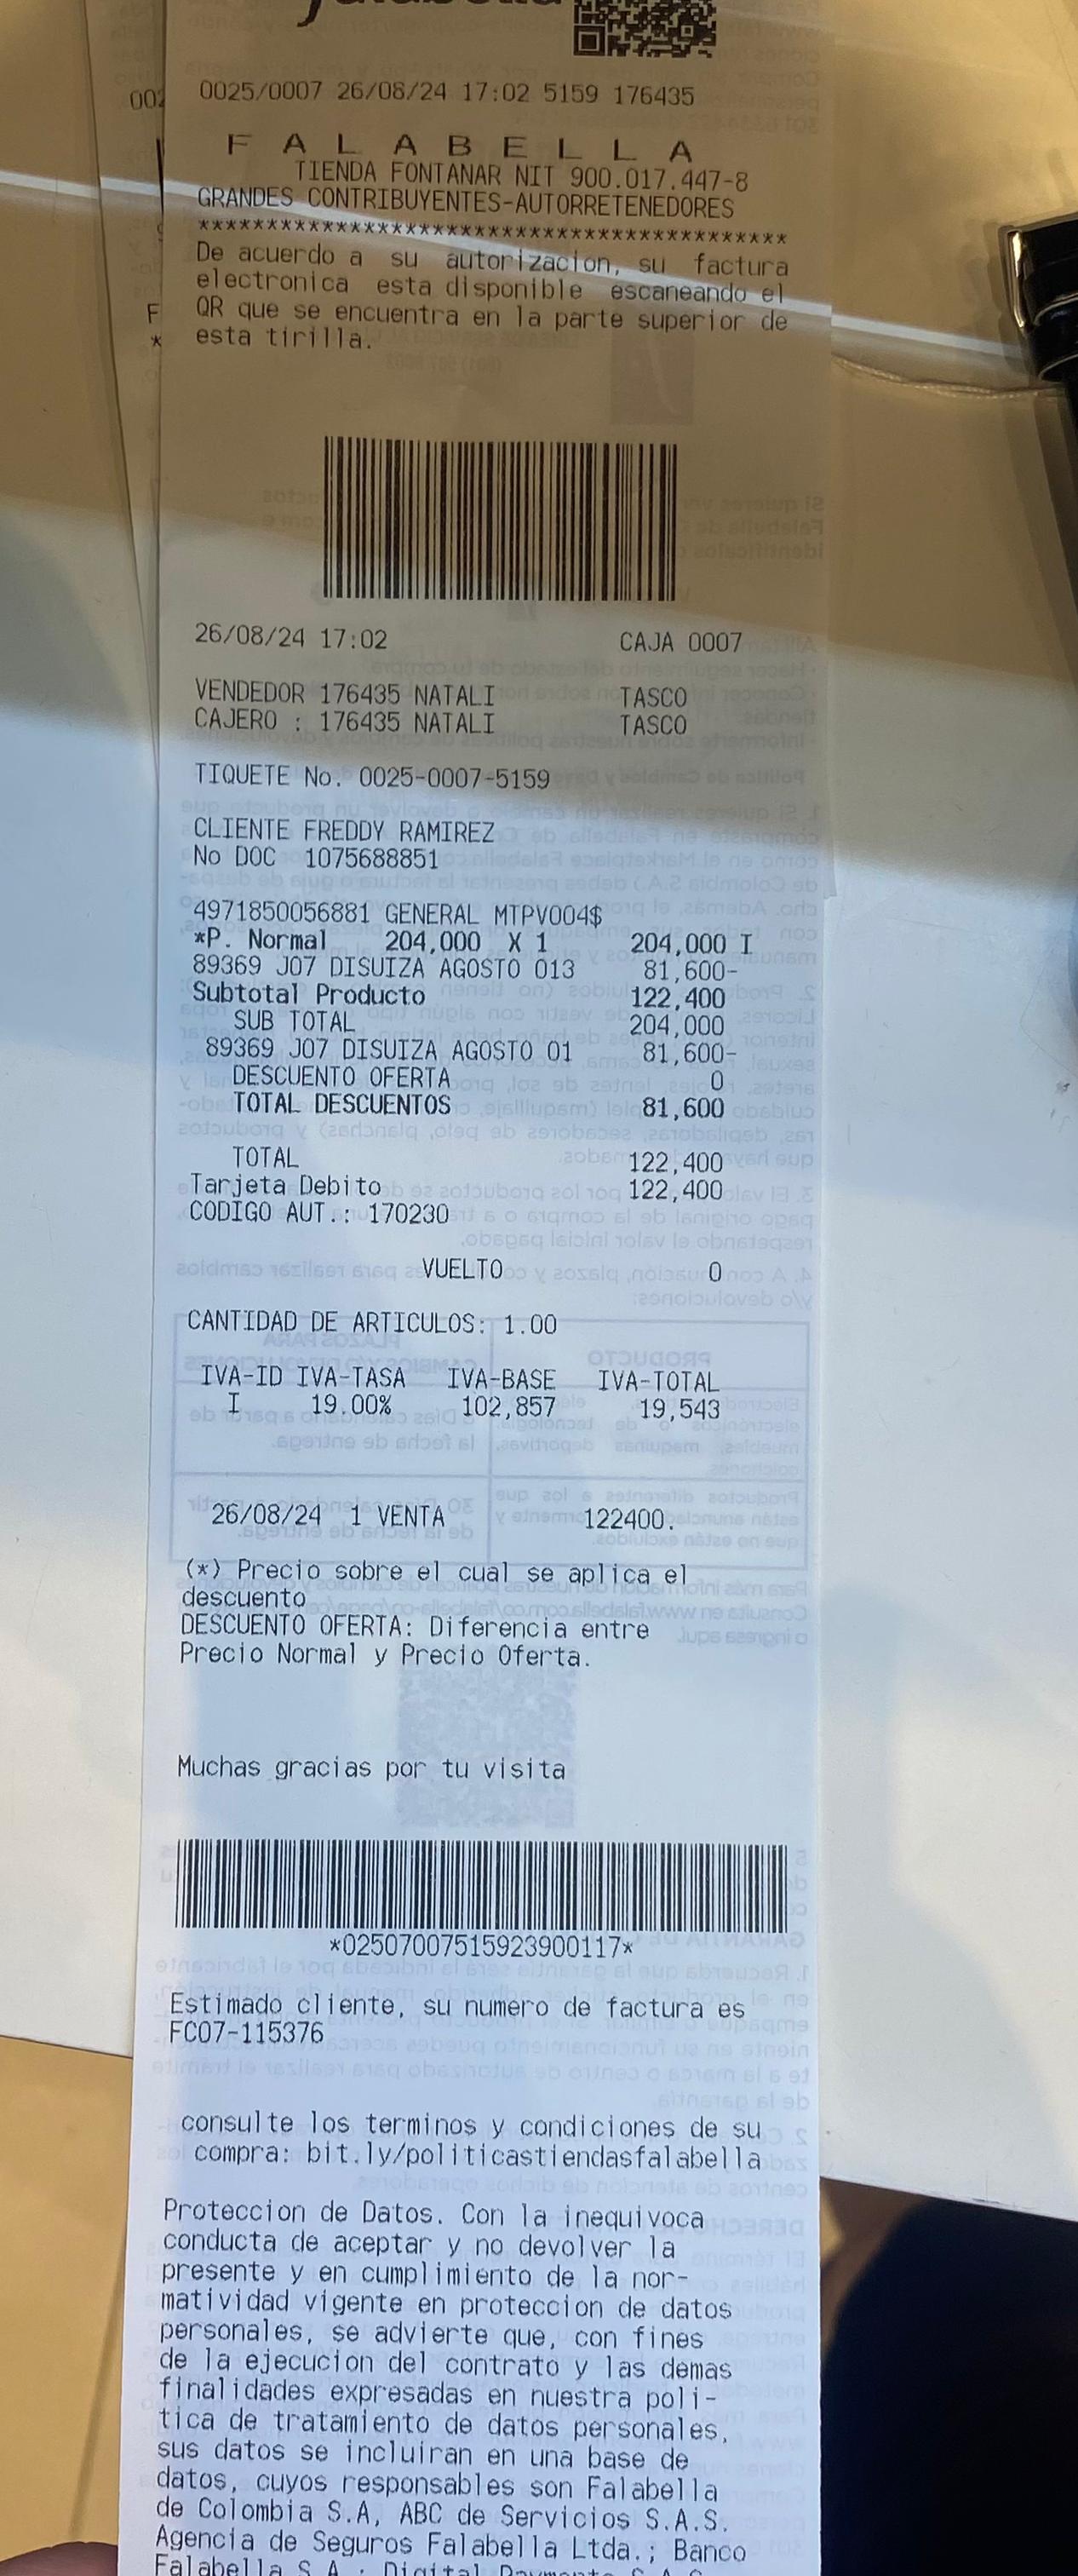 0025/0007 26/08/24 17:02 5159 176435
F A L A B E L L A
TIENDA FONTANAR NIT 900.017.447-8
GRANDES CONTRIBUYENTES-AUTORRETENEDORES
*******************************************
De acuerdo a su autorizacion, su factura
electronica esta disponible escaneando el
QR que se encuentra en la parte superior de
esta tirilla.
26/08/24 17:02 CAJA 0007
VENDEDOR 176435 NATALI TASCO
CAJERO : 176435 NATALI TASCO
TIQUETE No. 0025-0007-5159
CLIENTE FREDDY RAMIREZ
No DOC 1075688851
4971850056881 GENERAL MTPV004$
*P. Normal 204,000 X 1 204,000 I
89369 J07 DISUIZA AGOSTO 013 81,600-
Subtotal Producto 122,400
SUB TOTAL 204,000
89369 J07 DISUIZA AGOSTO 01 81,600-
DESCUENTO OFERTA 0
TOTAL DESCUENTOS 81,600
TOTAL 122,400
Tarjeta Debito 122,400
CODIGO AUT.: 170230
VUELTO 0
CANTIDAD DE ARTICULOS: 1.00
IVA-ID IVA-TASA IVA-BASE IVA-TOTAL
I 19.00% 102,857 19,543
26/08/24 1 VENTA 122400.
(*) Precio sobre el cual se aplica el
descuento
DESCUENTO OFERTA: Diferencia entre
Precio Normal y Precio Oferta.
Muchas gracias por tu visita
*02507007515923900117*
Estimado cliente, su numero de factura es
FC07-115376
consulte los terminos y condiciones de su
compra: bit.ly/politicastiendasfalabella
Proteccion de Datos. Con la inequivoca
conducta de aceptar y no devolver la
presente y en cumplimiento de la nor-
matividad vigente en proteccion de datos
personales, se advierte que, con fines
de la ejecucion del contrato y las demas
finalidades expresadas en nuestra poli-
tica de tratamiento de datos personales,
sus datos se incluiran en una base de
datos, cuyos responsables son Falabella
de Colombia S.A, ABC de Servicios S.A.S.
Agencia de Seguros Falabella Ltda.; Banco
Falabella S.A.; Digital